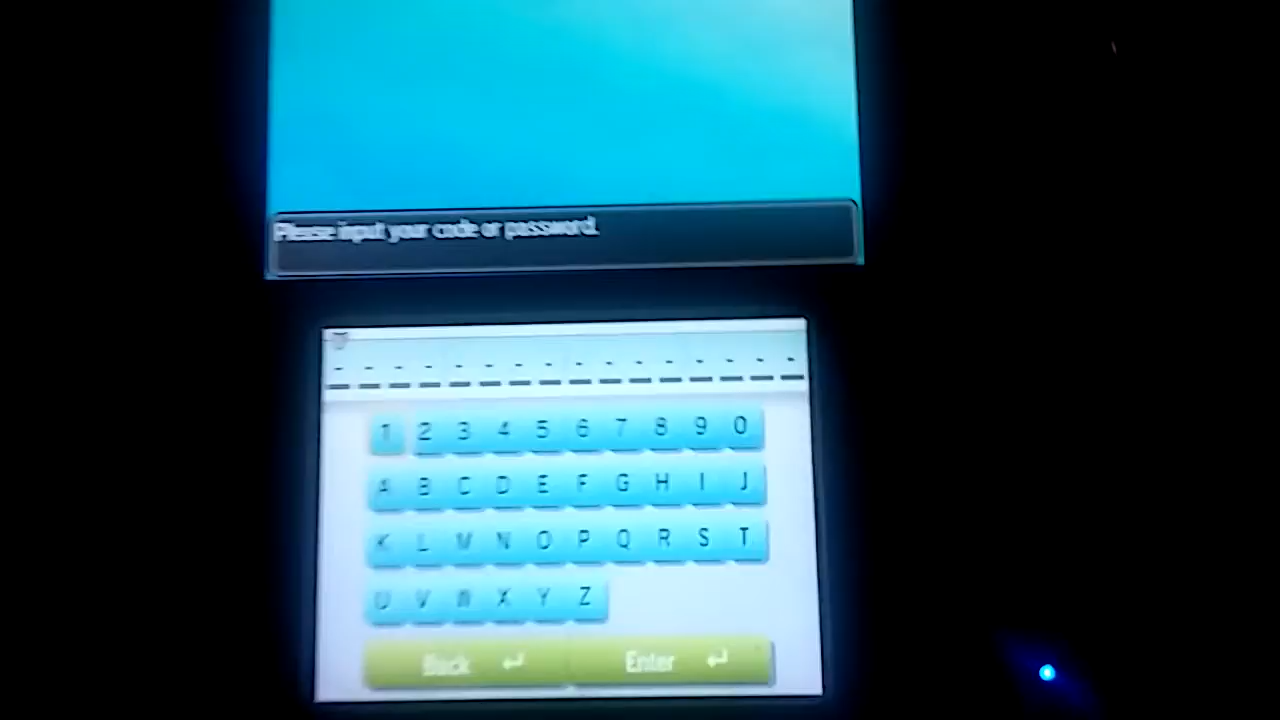 Please input your code or password.
1 2 3 4 5 6 7 8 9 0
A B C D E F G H I J
K L M N O P Q R S T
U V W X Y Z
Back Enter